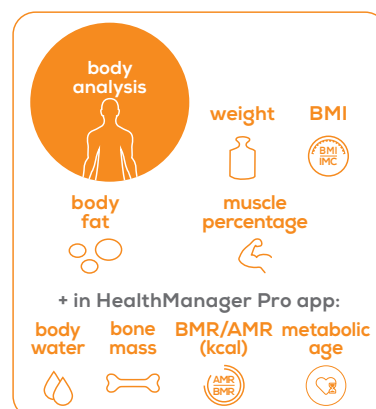 body
analysis
weight
BMI
BMI
IMC
body
fat
muscle
percentage
+ in HealthManager Pro app:
body
water
bone
mass
BMR/AMR
(kcal)
metabolic
age
AMR
BMR